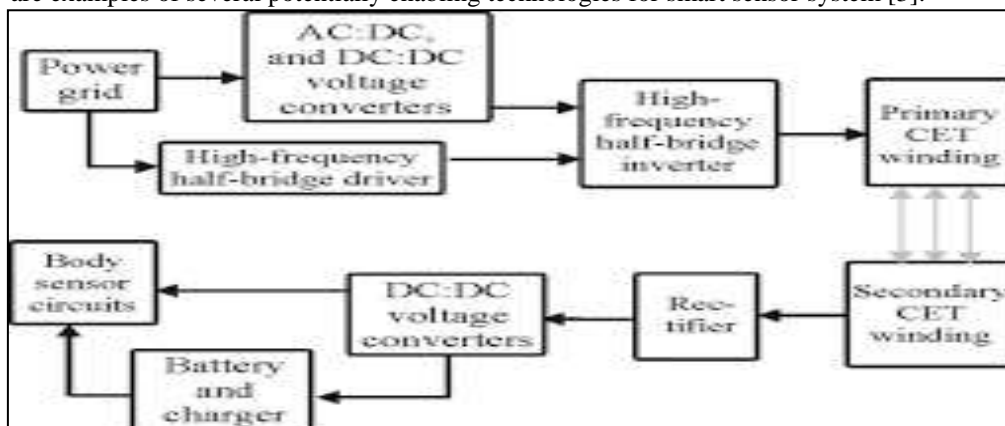 are examples of several potentially enabling technologies for smart sensor system [5].
Power
grid
AC:DC,
and DC:DC
voltage
converters
High-frequency
half-bridge driver
High-
frequency
half-bridge
inverter
Primary
CET
winding
Secondary
CET
winding
Rec-
tifier
DC:DC
voltage
converters
Body
sensor
circuits
Battery
and
charger